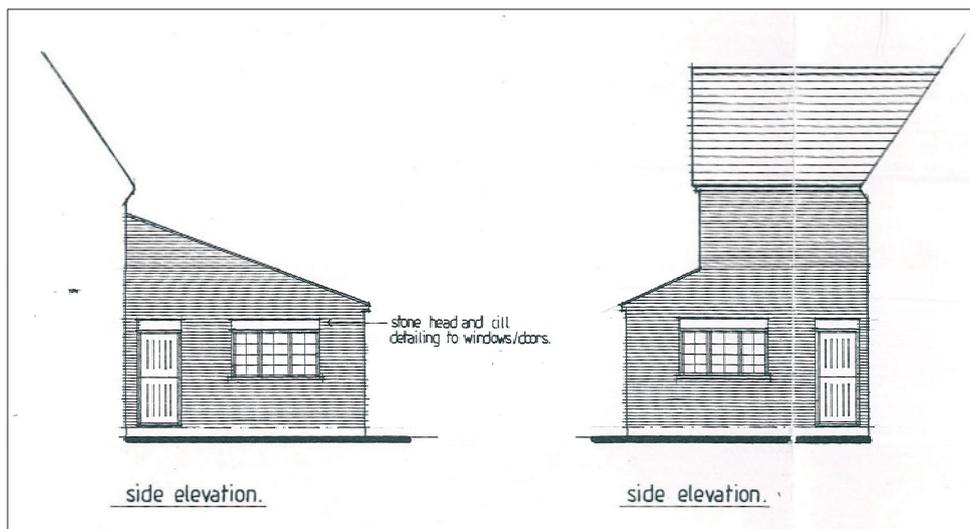 stone head and cill
detailing to windows/doors.
side elevation.
side elevation.